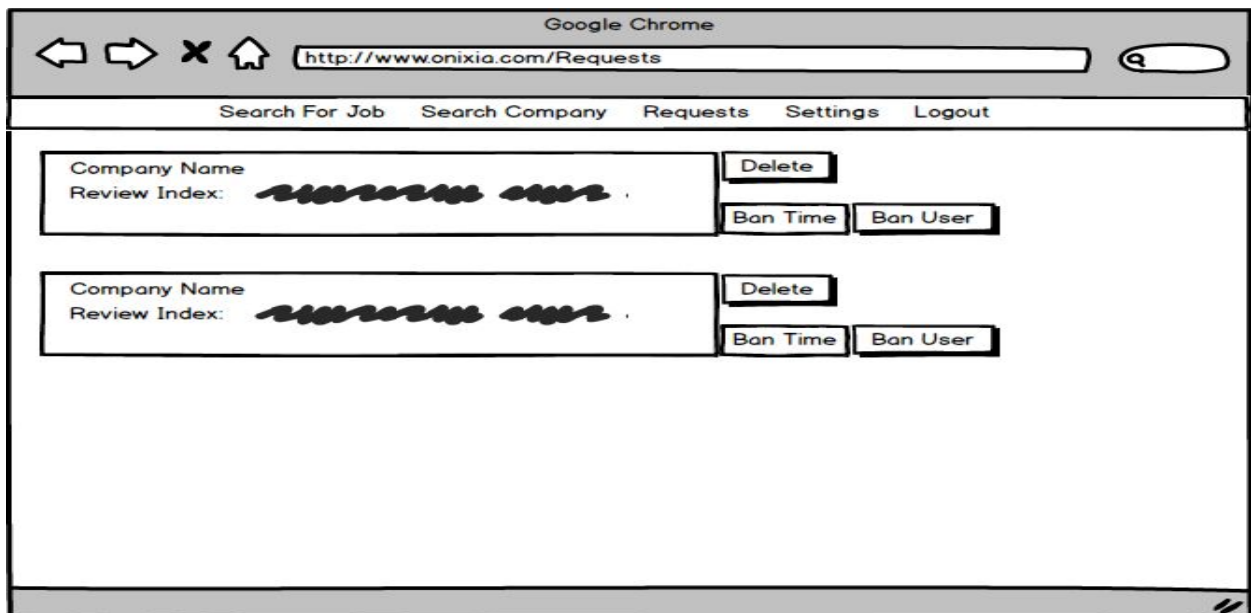 Google Chrome
http://www.onixia.com/Requests
Search For Job Search Company Requests Settings Logout
Company Name
Delete
Review Index:
Ban Time Ban User
Company Name
Delete
Review Index:
Ban Time Ban User